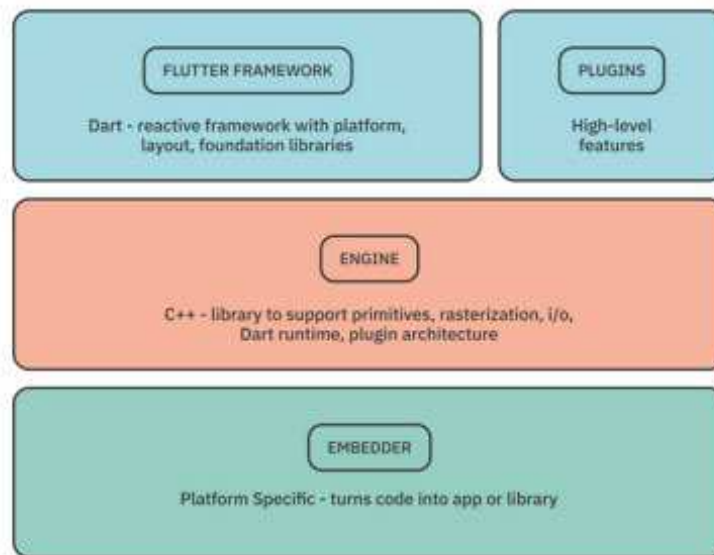 FLUTTER FRAMEWORK
Dart - reactive framework with platform,
layout, foundation libraries
PLUGINS
High-level
features
ENGINE
C++ - library to support primitives, rasterization, i/o,
Dart runtime, plugin architecture
EMBEDDER
Platform Specific - turns code into app or library